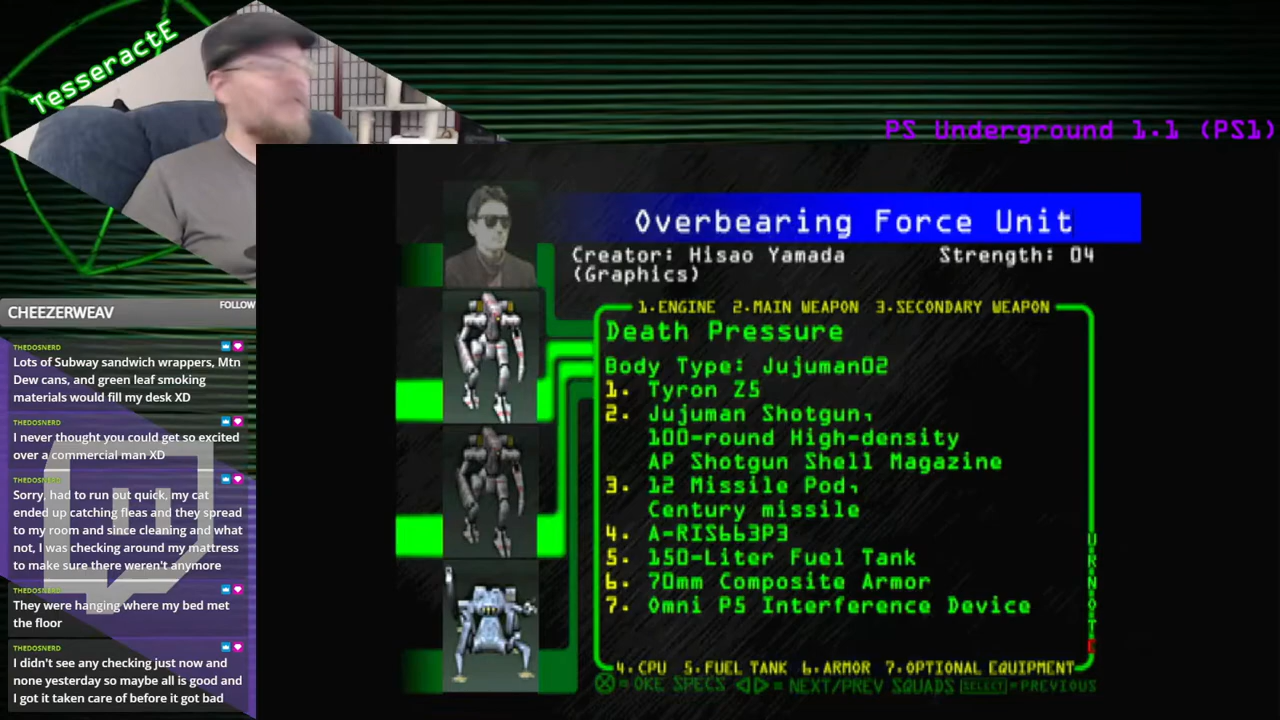 TesseractE
PS Underground 1.1 (PS1)
Overbearing Force Unit
Creator: Hisao Yamada
Strength: 04
(Graphics)
CHEEZERWEAV
FOLLOW
1.ENGINE 2.MAIN WEAPON 3.SECONDARY WEAPON
Death Pressure
Body Type: Jujuman02
1. Tyron Z5
2. Jujuman Shotgun,
100-round High-density
AP Shotgun Shell Magazine
3. 12 Missile Pod,
Century missile
4. A-RIS663P3
5. 150-Liter Fuel Tank
6. 70mm Composite Armor
7. Omni P5 Interference Device
4.CPU 5.FUEL TANK 6.ARMOR 7.OPTIONAL EQUIPMENT
= OKE SPECS = NEXT/PREV SQUADS SELECT=PREVIOUS
THEDOSNERD
Lots of Subway sandwich wrappers, Mtn
Dew cans, and green leaf smoking
materials would fill my desk XD
THEDOSNERD
I never thought you could get so excited
over a commercial man XD
THEDOSNERD
Sorry, had to run out quick, my cat
ended up catching fleas and they spread
to my room and since cleaning and what
not, I was checking around my mattress
to make sure there weren't anymore
THEDOSNERD
They were hanging where my bed met
the floor
THEDOSNERD
I didn't see any checking just now and
none yesterday so maybe all is good and
I got it taken care of before it got bad